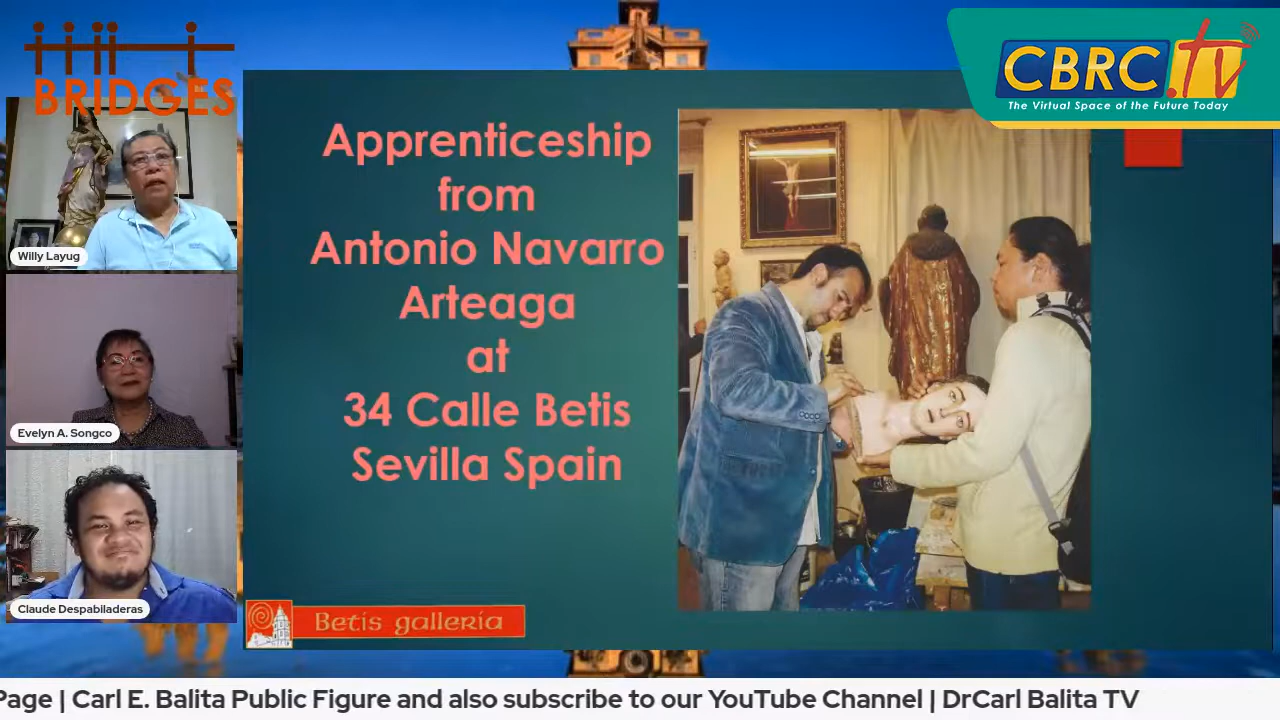 BRIDGES
CBRC.tv
The Virtual Space of the Future Today
Willy Layug
Evelyn A. Songco
Claude Despabiladeras
Apprenticeship
from
Antonio Navarro
Arteaga
at
34 Calle Betis
Sevilla Spain
Betis gallería
Page | Carl E. Balita Public Figure and also subscribe to our YouTube Channel | DrCarl Balita TV